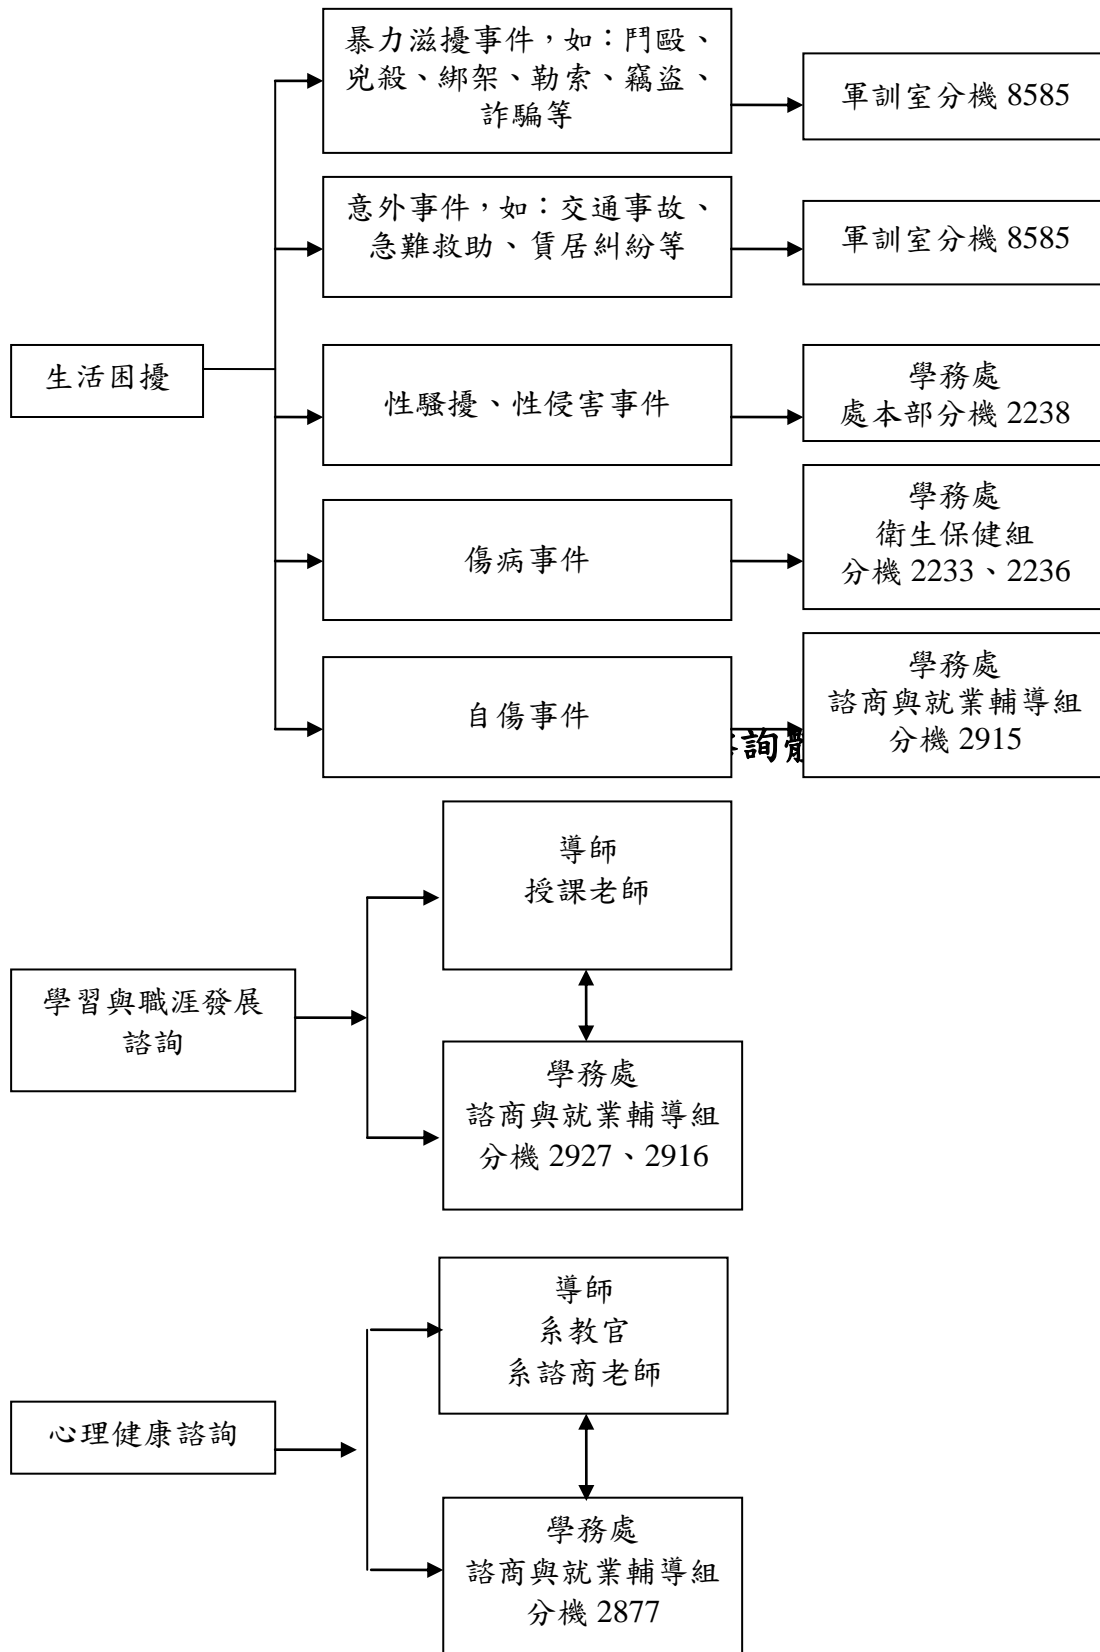 生活困擾
暴力滋擾事件，如：鬥毆、
兇殺、綁架、勒索、竊盜、
詐騙等
軍訓室分機 8585
意外事件，如：交通事故、
急難救助、賃居糾紛等
軍訓室分機 8585
性騷擾、性侵害事件
學務處
處本部分機 2238
傷病事件
學務處
衛生保健組
分機 2233、2236
自傷事件
學務處
諮商與就業輔導組
分機 2915
詢
學習與職涯發展
諮詢
導師
授課老師
學務處
諮商與就業輔導組
分機 2927、2916
心理健康諮詢
導師
系教官
系諮商老師
學務處
諮商與就業輔導組
分機 2877